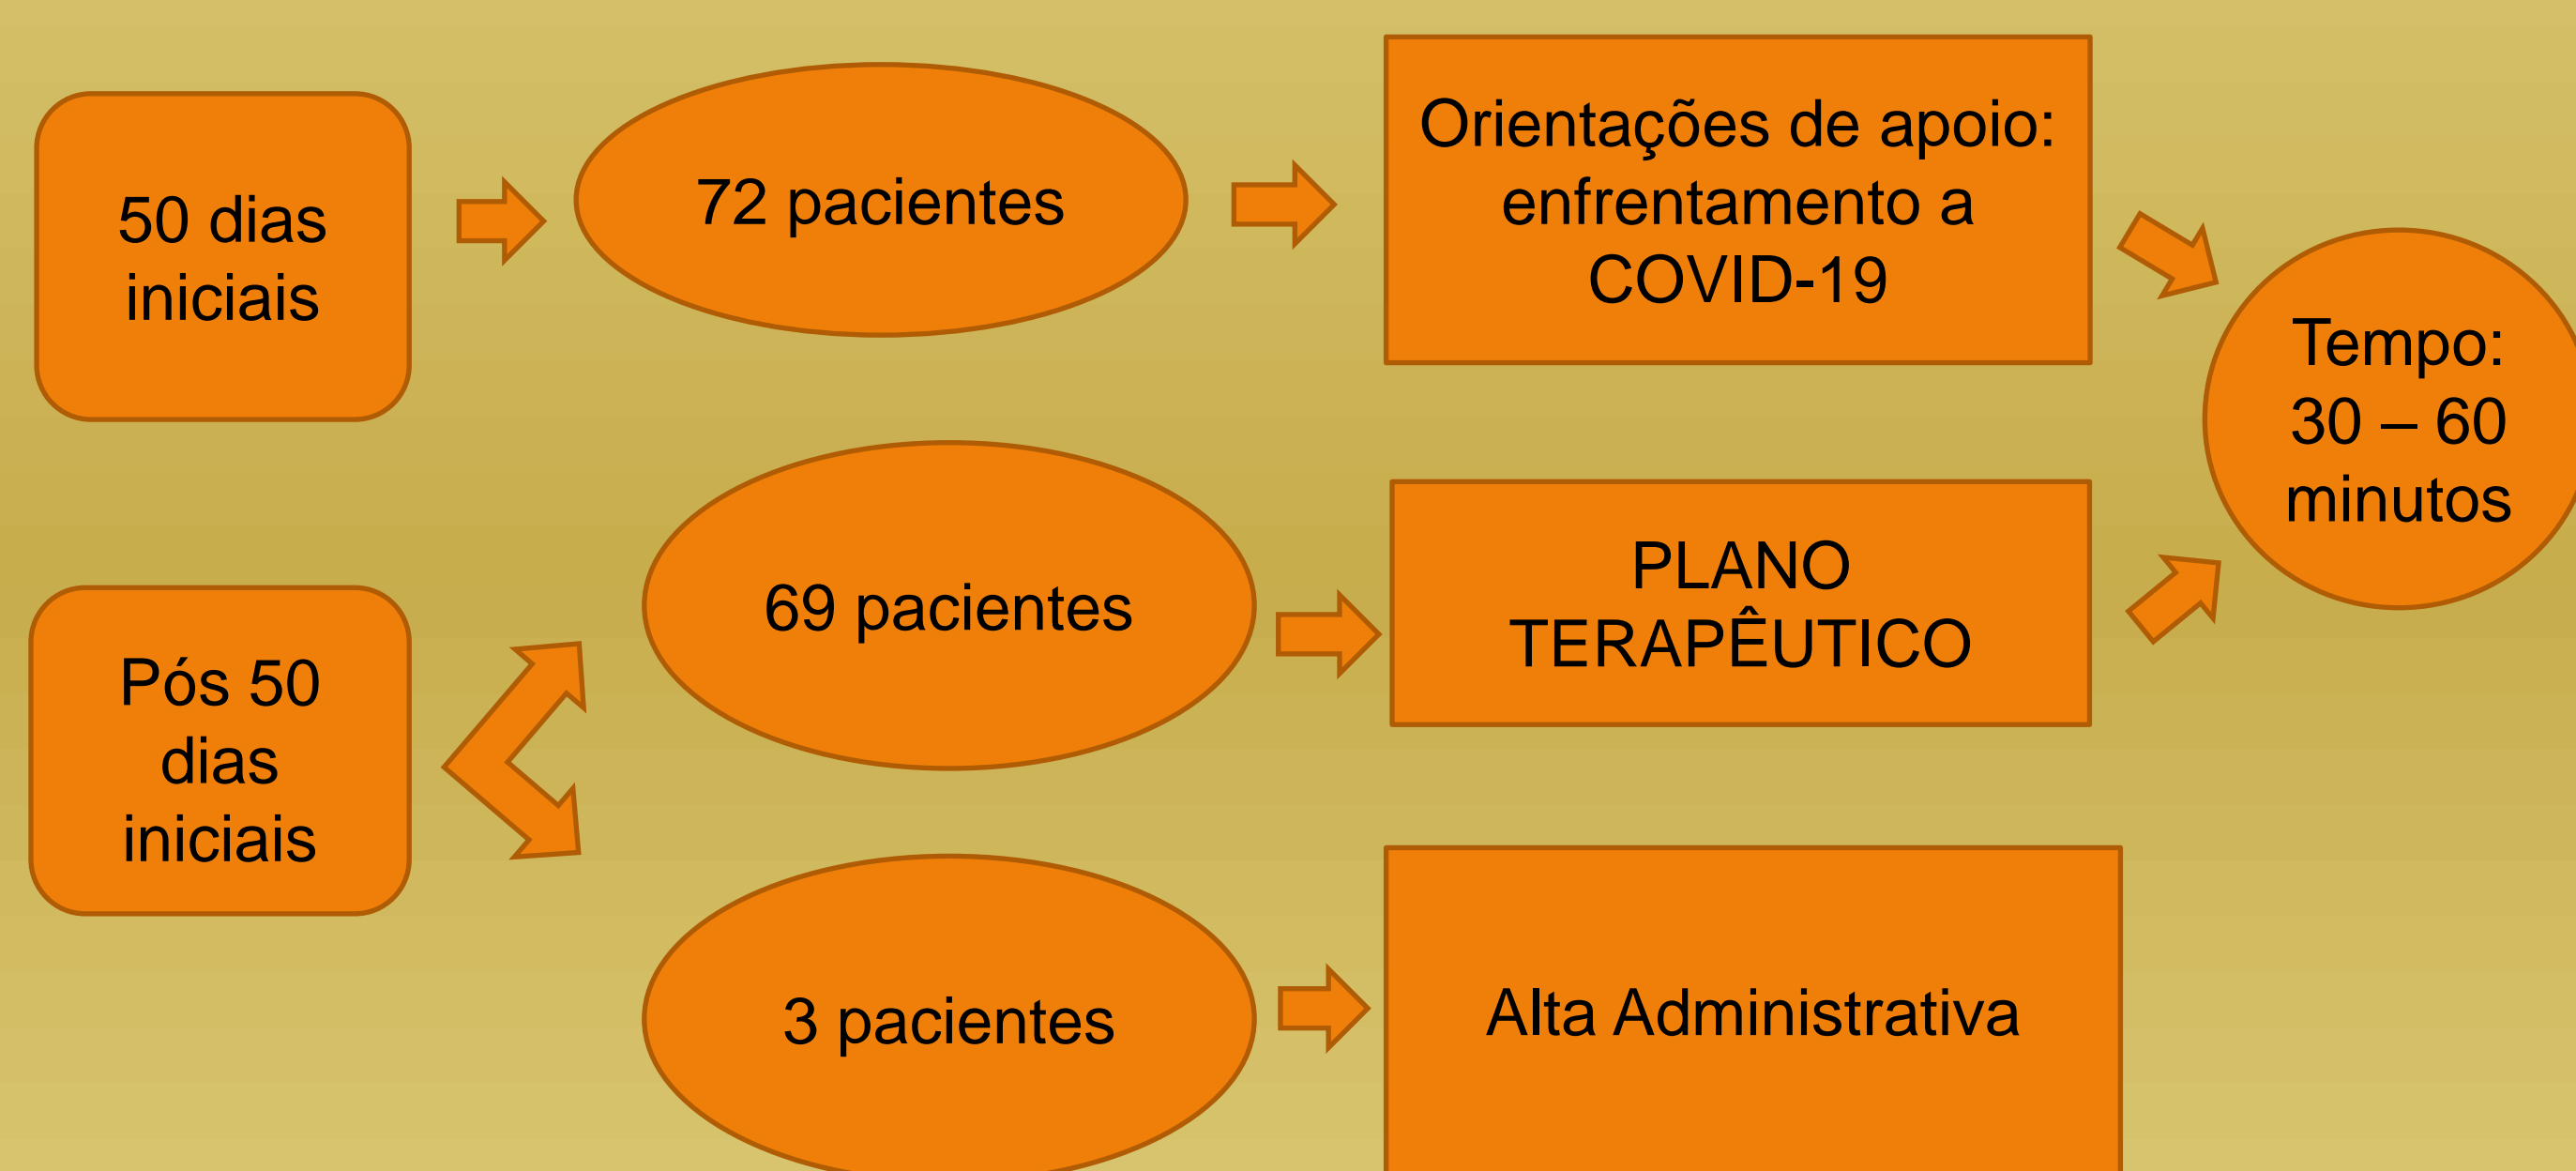 50 dias
iniciais
72 pacientes
Orientações de apoio:
enfrentamento a
COVID-19
Tempo:
30 – 60
minutos
Pós 50
dias
iniciais
69 pacientes
PLANO
TERAPÊUTICO
3 pacientes
Alta Administrativa